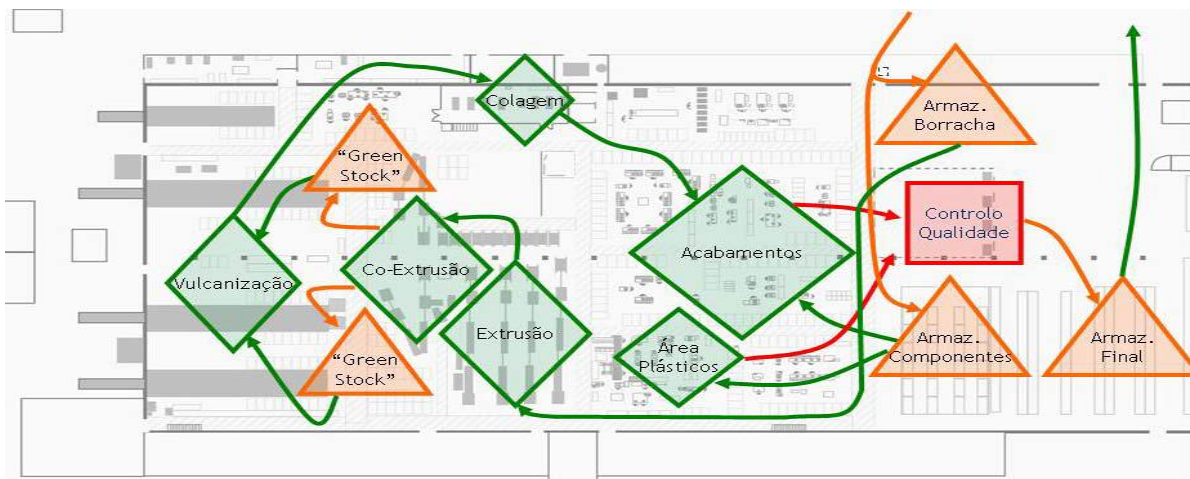 Colagem
Armaz.
Borracha
“Green
Stock”
Controlo
Qualidade
Acabamentos
Co-Extrusão
Vulcanização
Extrusão
Área
Plásticos
Armaz.
Componentes
Armaz.
Final
“Green
Stock”